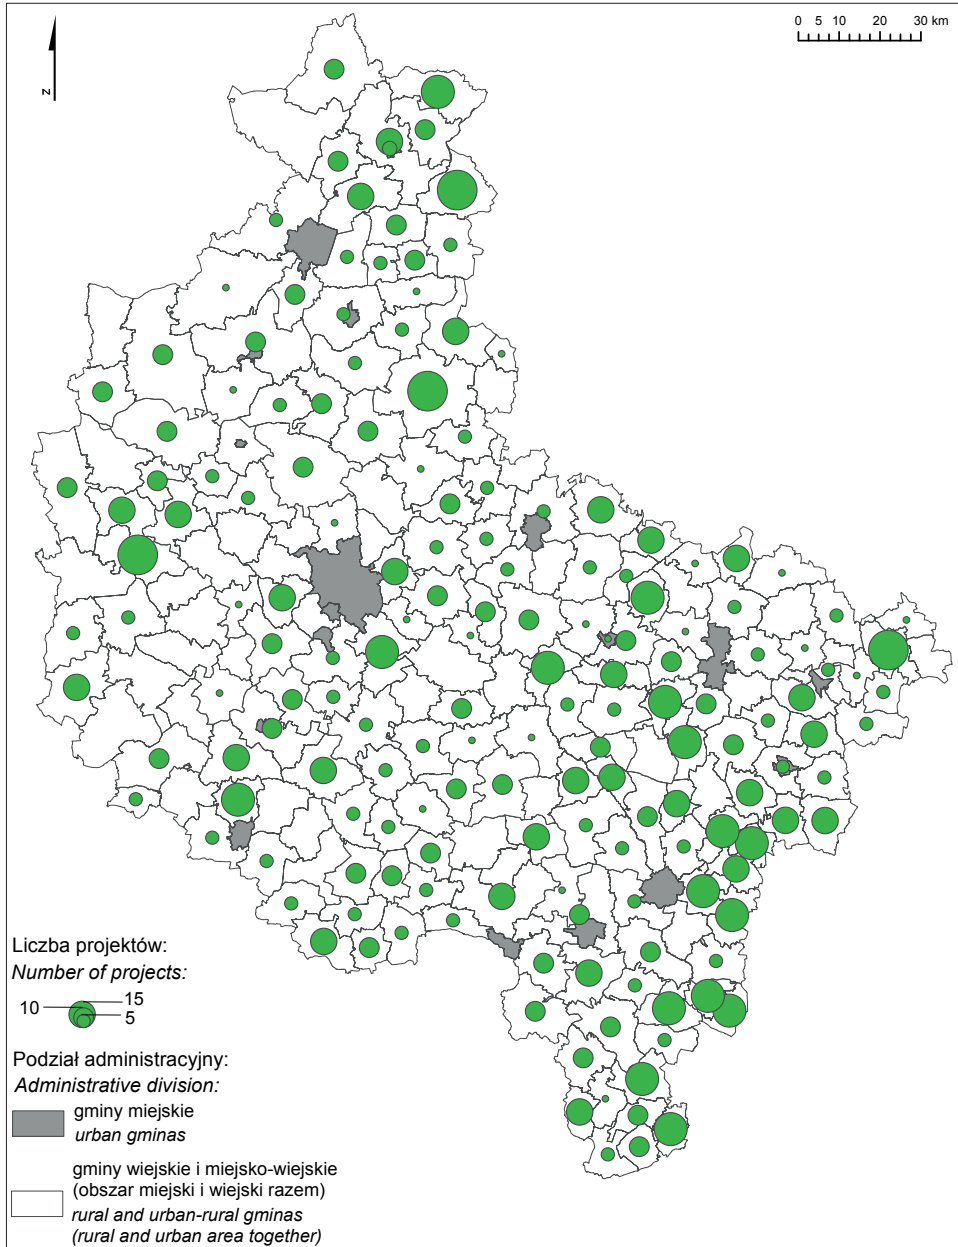 0 5 10 20 30 km
z
Liczba projektów:
Number of projects:
10
15
5
Podział administracyjny:
Administrative division:
gminy miejskie
urban gminas
gminy wiejskie i miejsko-wiejskie
(obszar miejski i wiejski razem)
rural and urban-rural gminas
(rural and urban area together)